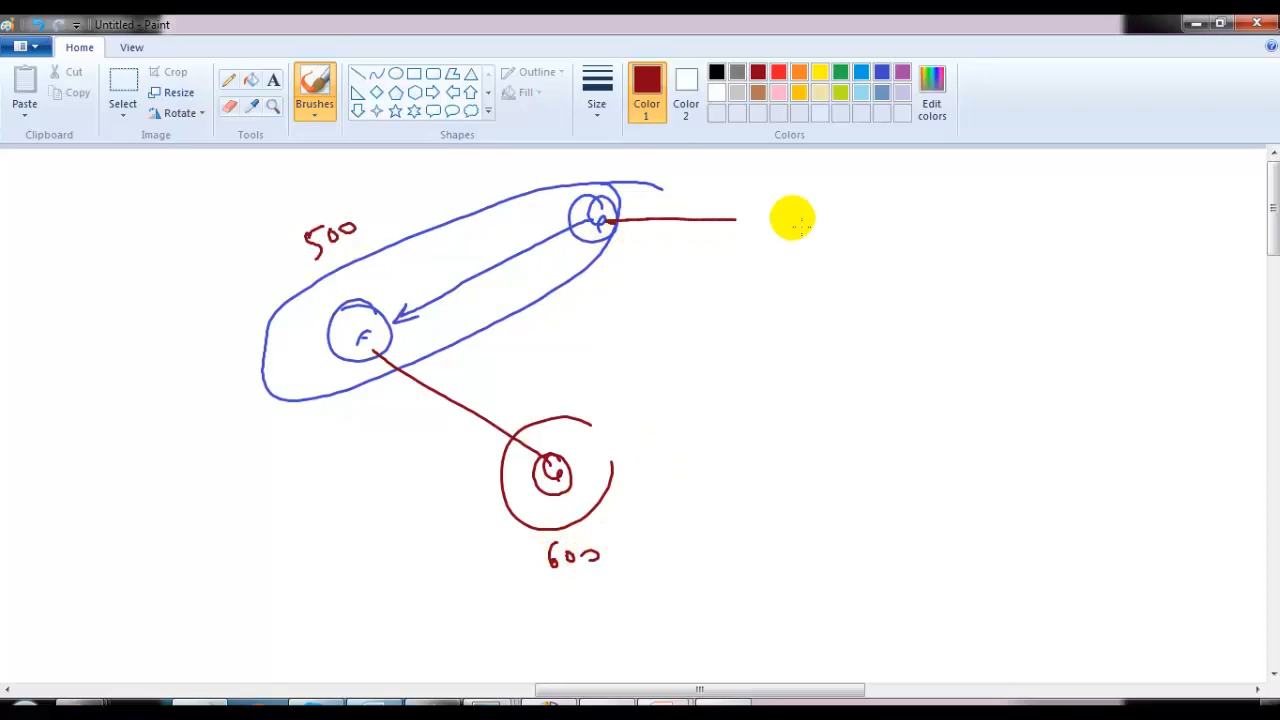 Untitled - Paint
Home
View
Paste
Cut
Copy
Clipboard
Select
Crop
Resize
Rotate
Image
A
Tools
Brushes
Shapes
Outline
Fill
Size
Color 1
Color 2
Edit colors
Colors
500
F
600